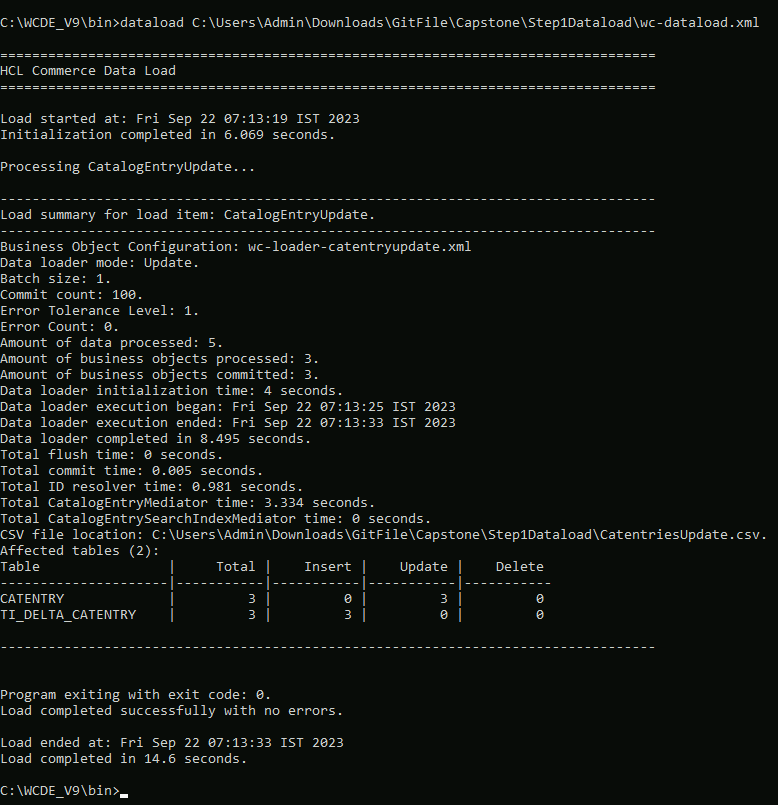 C:\WCDE_V9\bin>dataload C:\Users\Admin\Downloads\GitFile\Capstone\Step1Dataload\wc-dataload.xml
==================================================================================
HCL Commerce Data Load
==================================================================================
Load started at: Fri Sep 22 07:13:19 IST 2023
Initialization completed in 6.069 seconds.
Processing CatalogEntryUpdate...
----------------------------------------------------------------------------------
Load summary for load item: CatalogEntryUpdate.
----------------------------------------------------------------------------------
Business Object Configuration: wc-loader-catentryupdate.xml
Data loader mode: Update.
Batch size: 1.
Commit count: 100.
Error Tolerance Level: 1.
Error Count: 0.
Amount of data processed: 5.
Amount of business objects processed: 3.
Amount of business objects committed: 3.
Data loader initialization time: 4 seconds.
Data loader execution began: Fri Sep 22 07:13:25 IST 2023
Data loader execution ended: Fri Sep 22 07:13:33 IST 2023
Data loader completed in 8.495 seconds.
Total flush time: 0 seconds.
Total commit time: 0.005 seconds.
Total ID resolver time: 0.981 seconds.
Total CatalogEntryMediator time: 3.334 seconds.
Total CatalogEntrySearchIndexMediator time: 0 seconds.
CSV file location: C:\Users\Admin\Downloads\GitFile\Capstone\Step1Dataload\CatentriesUpdate.csv.
Affected tables (2):
Table                |     Total |    Insert |    Update |    Delete
---------------------|-----------|-----------|-----------|-----------
CATENTRY             |         3 |         0 |         3 |         0
TI_DELTA_CATENTRY    |         3 |         3 |         0 |         0
----------------------------------------------------------------------------------
Program exiting with exit code: 0.
Load completed successfully with no errors.
Load ended at: Fri Sep 22 07:13:33 IST 2023
Load completed in 14.6 seconds.
C:\WCDE_V9\bin>